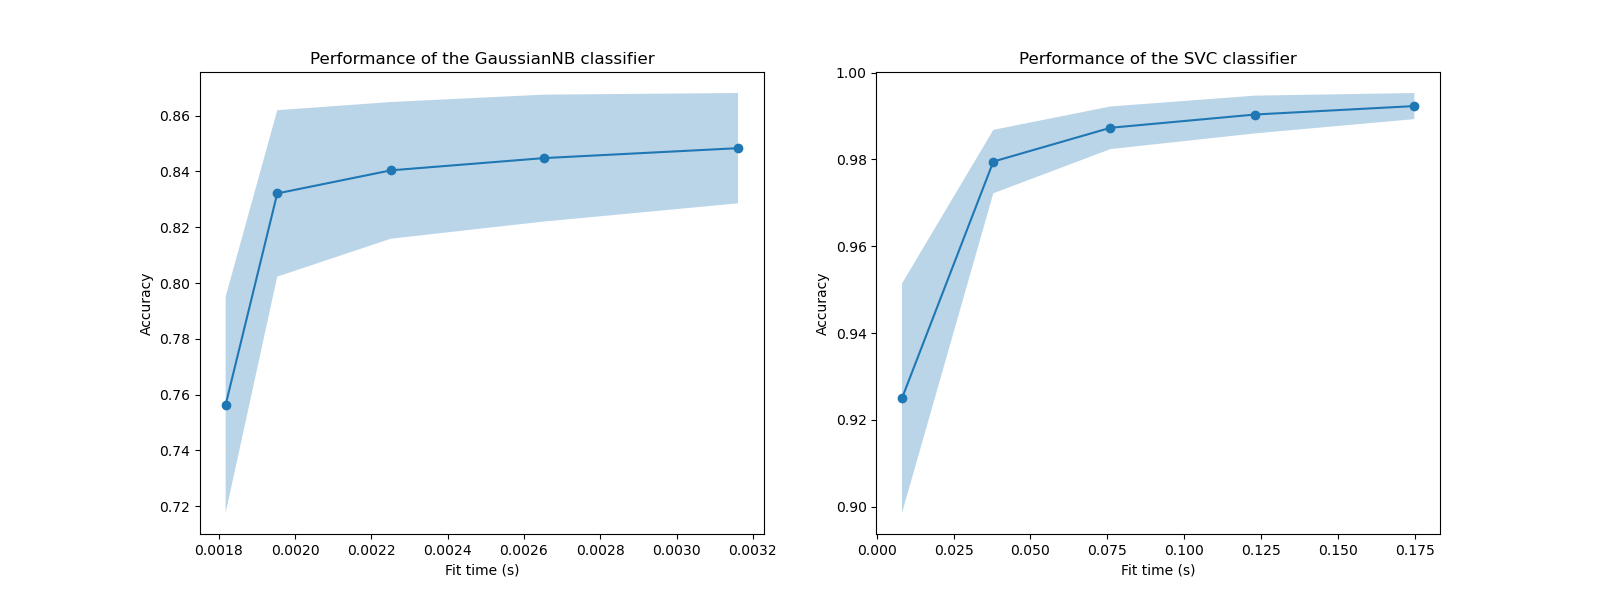 Performance of the GaussianNB classifier
0.86
0.84
0.82
0.80
0.78
0.76
0.74
0.72
Accuracy
0.0018 0.0020 0.0022 0.0024 0.0026 0.0028 0.0030 0.0032
Fit time (s)
Performance of the SVC classifier
1.00
0.98
0.96
0.94
0.92
0.90
Accuracy
0.000 0.025 0.050 0.075 0.100 0.125 0.150 0.175
Fit time (s)